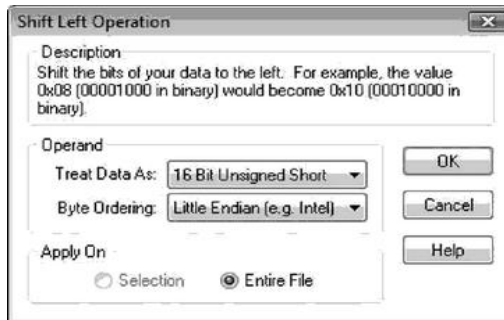 Shift Left Operation
Description
Shift the bits of your data to the left. For example, the value
0x08 (00001000 in binary) would become 0x10 (00010000 in
binary).
Operand
Treat Data As: 16 Bit Unsigned Short
OK
Byte Ordering: Little Endian (e.g. Intel)
Cancel
Apply On
Help
Selection Entire File